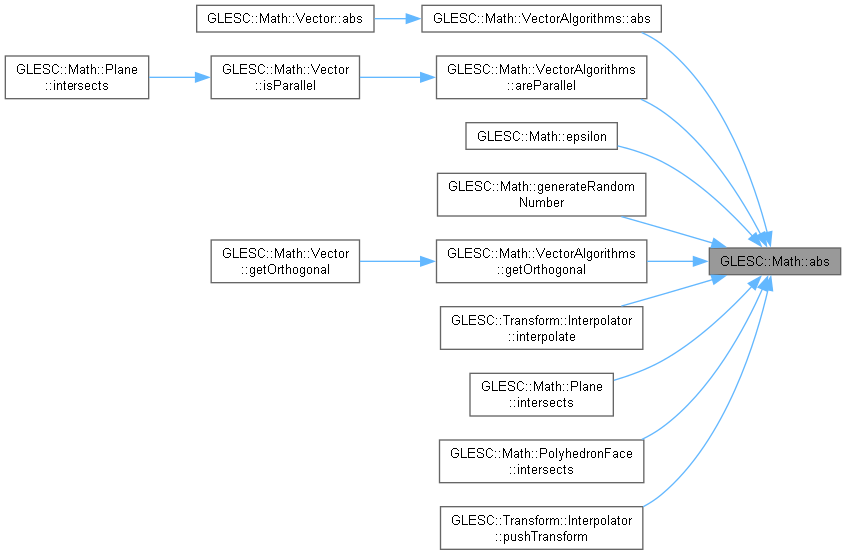 GLESC::Math::Vector::abs
GLESC::Math::VectorAlgorithms::abs
GLESC::Math::Plane
::intersects
GLESC::Math::Vector
::isParallel
GLESC::Math::VectorAlgorithms
::areParallel
GLESC::Math::epsilon
GLESC::Math::generateRandom
Number
GLESC::Math::Vector
::getOrthogonal
GLESC::Math::VectorAlgorithms
::getOrthogonal
GLESC::Math::abs
GLESC::Transform::Interpolator
::interpolate
GLESC::Math::Plane
::intersects
GLESC::Math::PolyhedronFace
::intersects
GLESC::Transform::Interpolator
::pushTransform